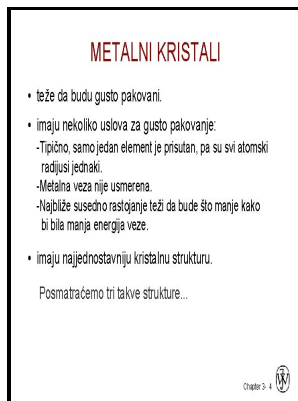 METALNI KRISTALI
• teže da budu gusto pakovani.
• imaju nekoliko uslova za gusto pakovanje:
-Tipično, samo jedan element je prisutan, pa su svi atomski
radijusi jednaki.
-Metalna veza nije usmerena.
-Najbliže susedno rastojanje teži da bude što manje kako
bi bila manja energija veze.
• imaju najjednostavniju kristalnu strukturu.
Posmatraćemo tri takve strukture...
Chapter 3- 4